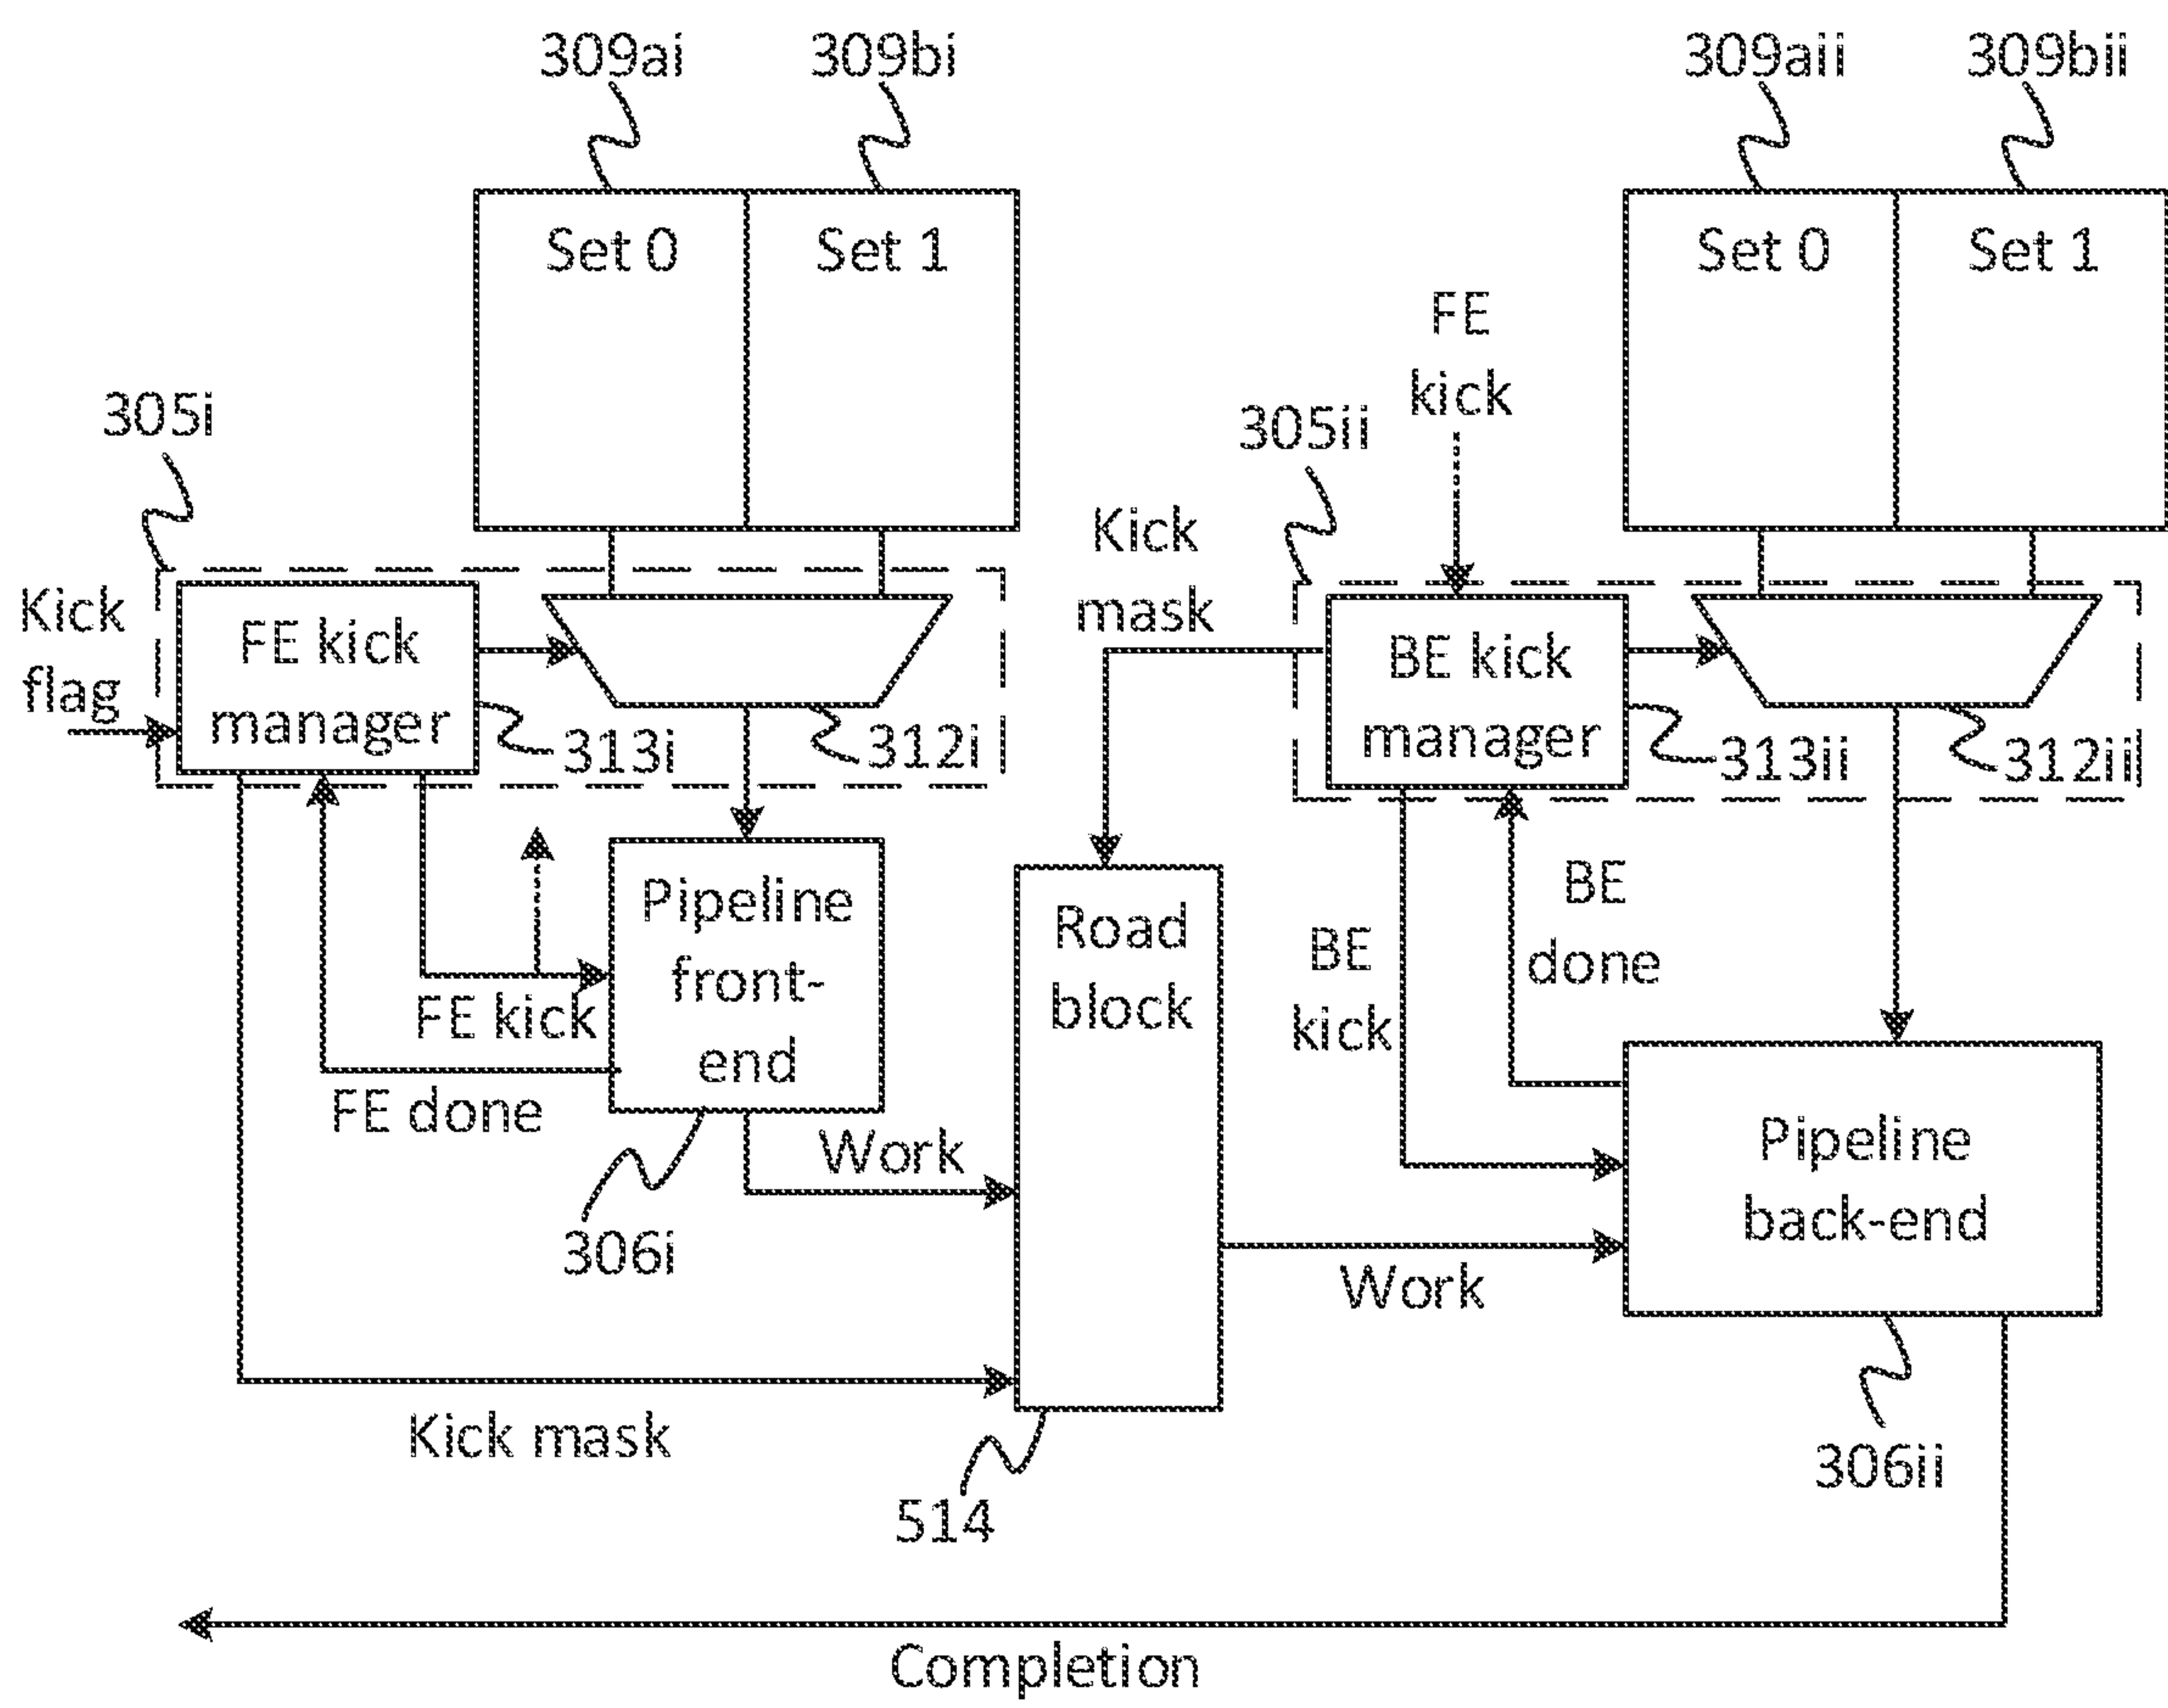 309ai
309bi
309aii
309bii
Set 0
Set 1
Set 0
Set 1
FE
kick
305i
305ii
Kick
mask
Kick
flag
FE kick
manager
BE kick
manager
313i
312i
313ii
312ii
Pipeline
front-
end
Road
block
BE
done
BE
kick
FE kick
FE done
Work
Pipeline
back-end
306i
Work
Kick mask
306ii
514
Completion